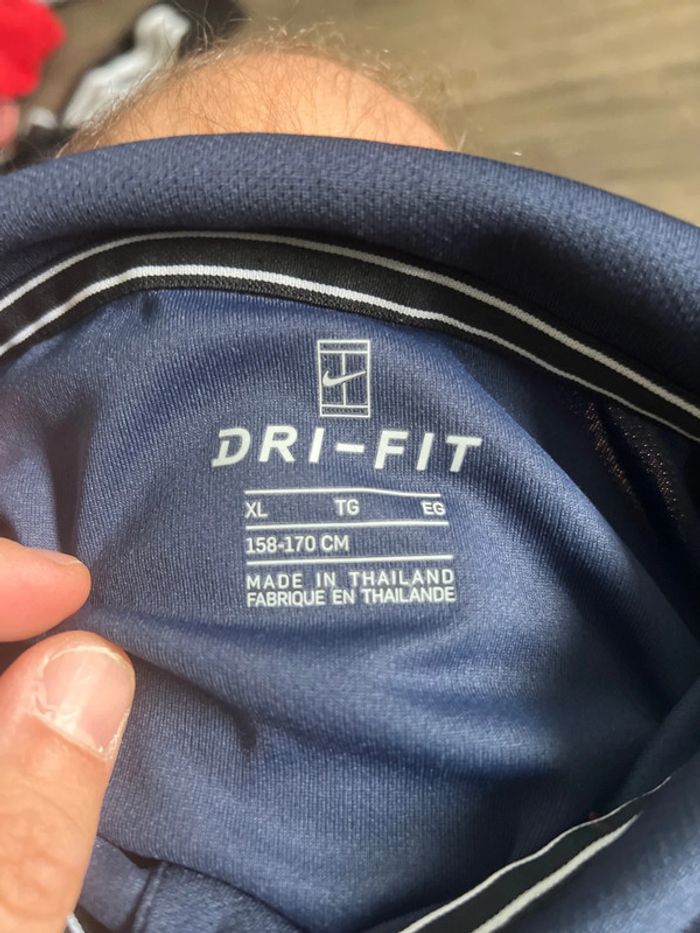 DRI-FIT
XL TG EG
158-170 CM
MADE IN THAILAND
FABRIQUE EN THAILANDE